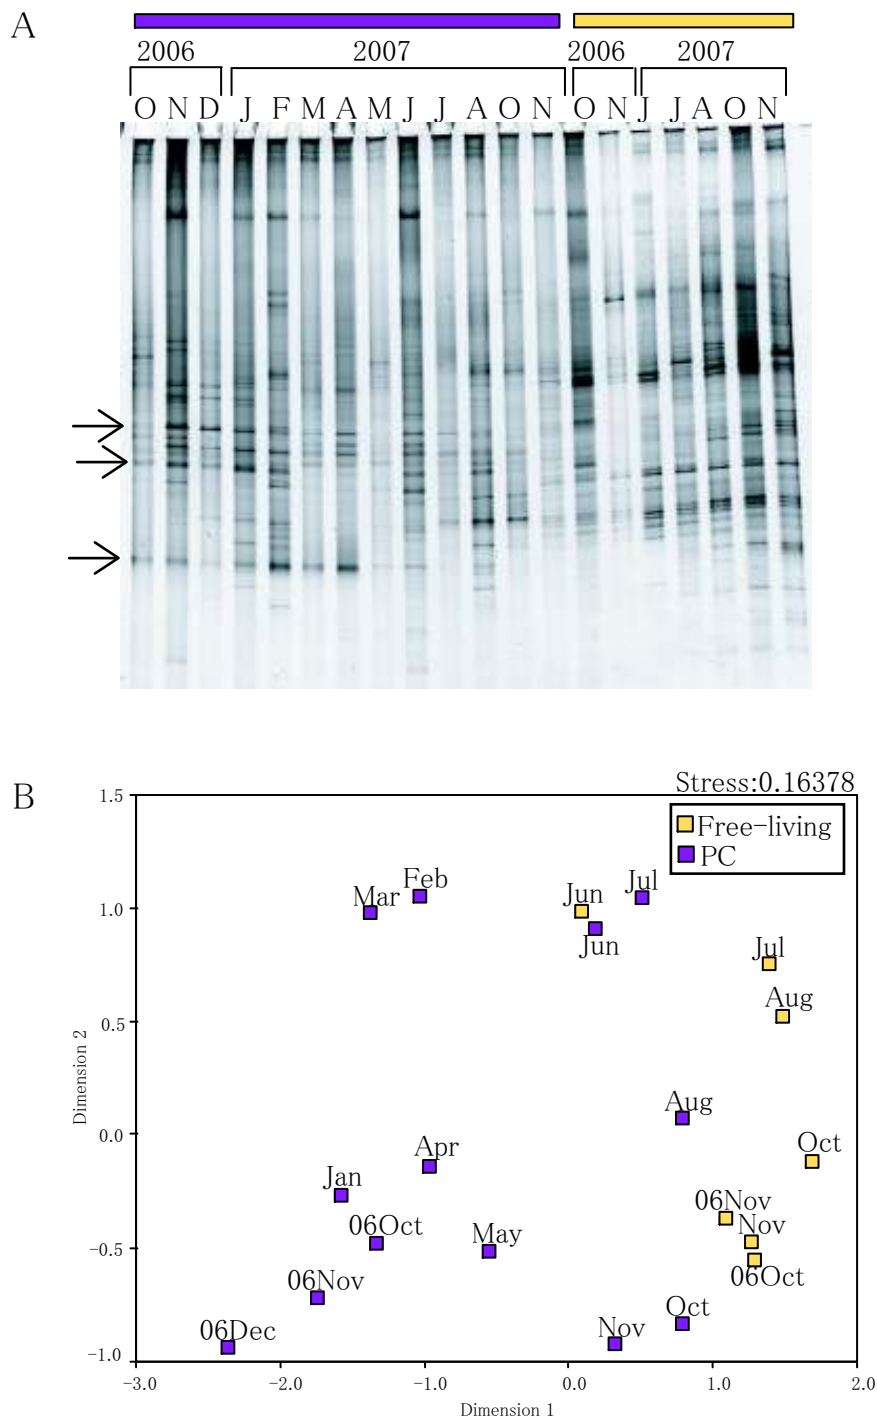 A
2006 2007 2006 2007
O N D J F M A M J J A O N O N J J A O N
B
Stress:0.16378
1.5
Free-living
PC
Feb
Mar
Jul
Jun
1.0
Jun
Jul
Aug
0.5
Dimension 2
Aug
0.0
Oct
Apr
Jan
06Nov
06Oct
Nov
May
-0.5
06Oct
06Nov
Oct
06Dec
Nov
-1.0
-3.0 -2.0 -1.0 0.0 1.0 2.0
Dimension 1